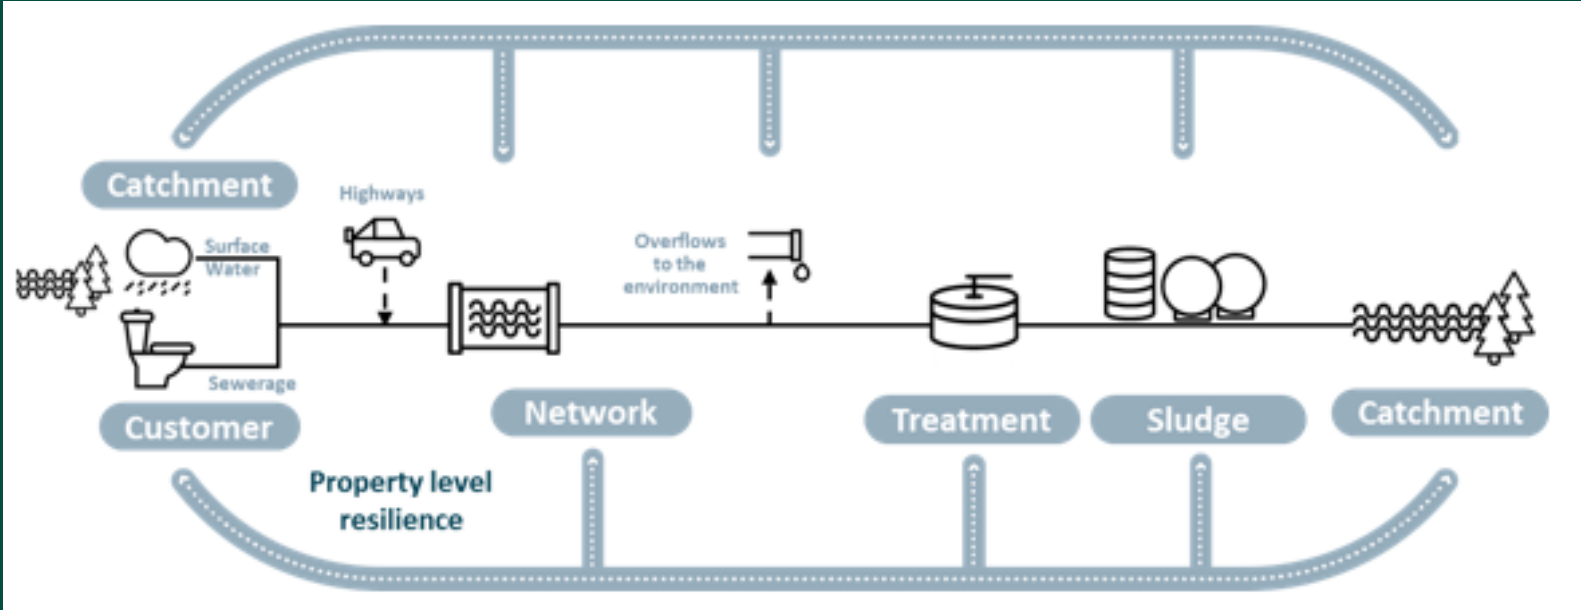 Catchment
Highways
Surface
Water
Overflows
to the
environment
Sewerage
Customer
Network
Treatment
Sludge
Catchment
Property level
resilience